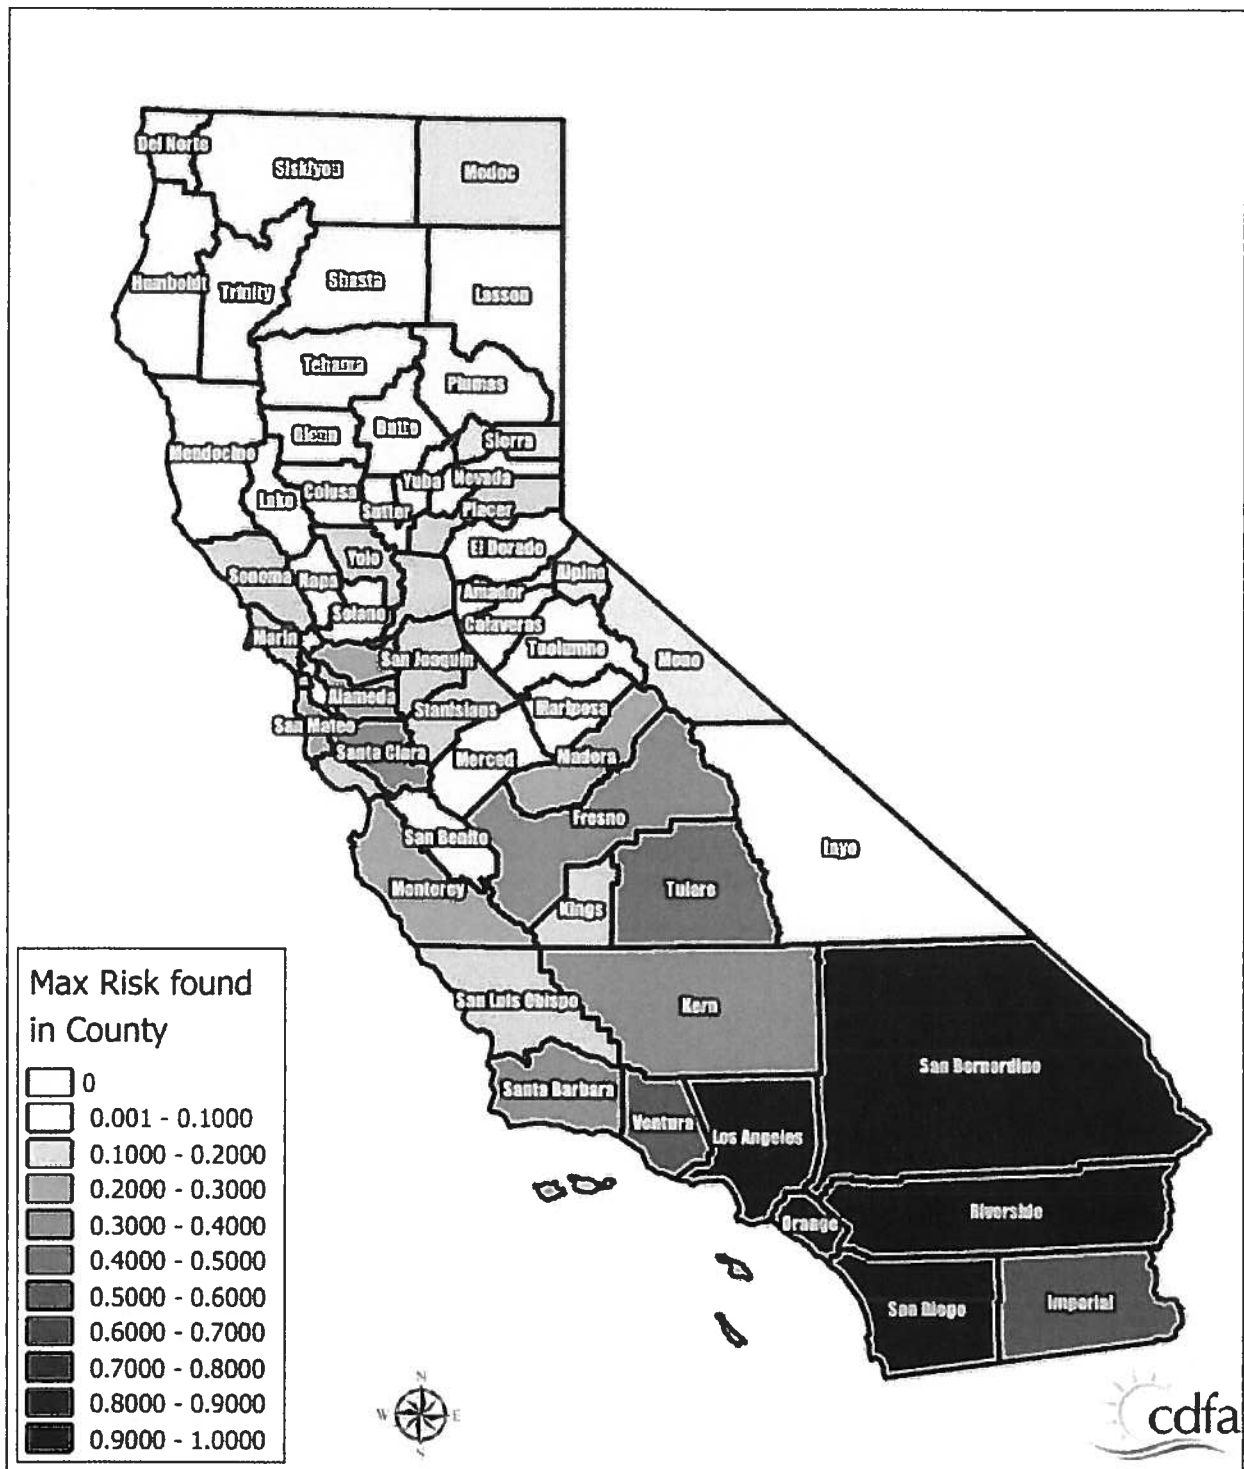 Del Norte
Siskiyou
Modoc
Humboldt
Trinity
Shasta
Lassen
Tehama
Plumas
Glenn
Butte
Sierra
Mendocino
Lake
Colusa
Sutter
Yuba
Nevada
Placer
Sonoma
Napa
Yolo
El Dorado
Alpine
Solano
Amador
Calaveras
Marin
Tuolumne
Mono
San Joaquin
Alameda
Stanislaus
San Mateo
Santa Clara
Mariposa
Merced
Madera
San Benito
Fresno
Inyo
Monterey
Kings
Tulare
Max Risk found
in County
0
0.001 - 0.1000
0.1000 - 0.2000
0.2000 - 0.3000
0.3000 - 0.4000
0.4000 - 0.5000
0.5000 - 0.6000
0.6000 - 0.7000
0.7000 - 0.8000
0.8000 - 0.9000
0.9000 - 1.0000
San Luis Obispo
Kern
San Bernardino
Santa Barbara
Ventura
Los Angeles
Orange
Riverside
San Diego
Imperial
N
W
E
S
cdfa